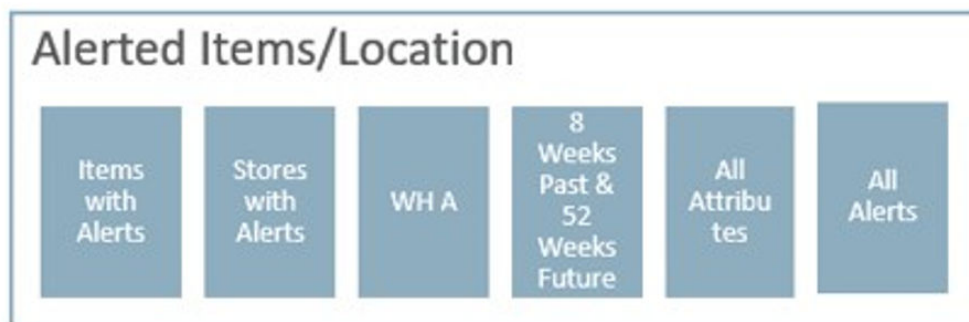 Alerted Items/Location
Items
with
Alerts
Stores
with
Alerts
WH A
8
Weeks
Past &
52
Weeks
Future
All
Attribu
tes
All
Alerts